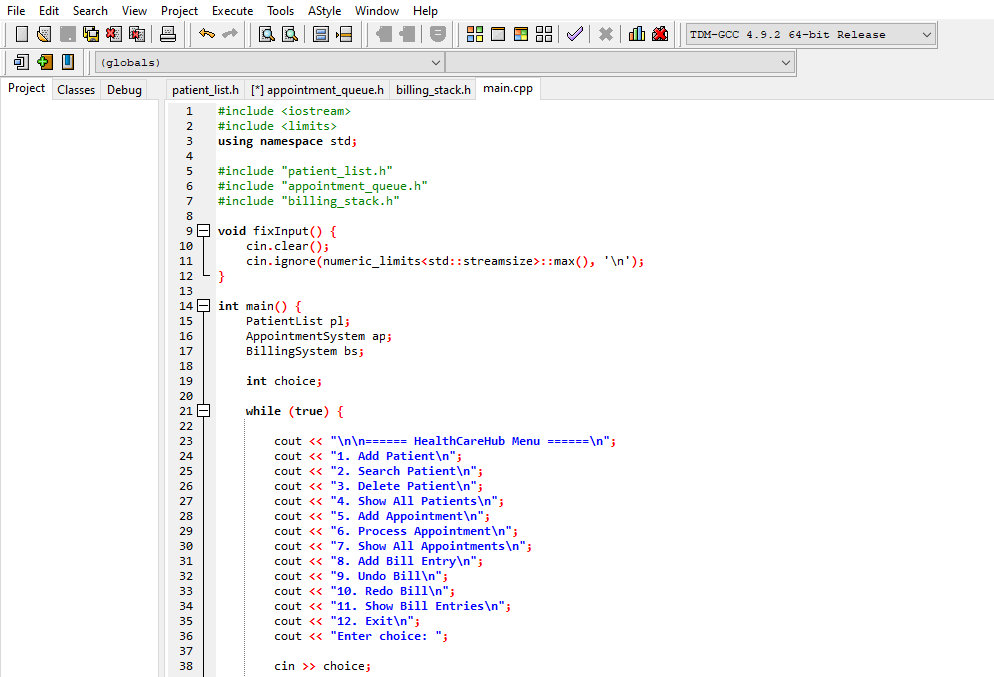 File Edit Search View Project Execute Tools AStyle Window Help
TDM-GCC 4.9.2 64-bit Release
(globals)
Project Classes Debug patient_list.h [*] appointment_queue.h billing_stack.h main.cpp
1 #include <iostream>
2 #include <limits>
3 using namespace std;
4
5 #include "patient_list.h"
6 #include "appointment_queue.h"
7 #include "billing_stack.h"
8
9 void fixInput() {
10 cin.clear();
11 cin.ignore(numeric_limits<std::streamsize>::max(), '\n');
12 }
13
14 int main() {
15 PatientList pl;
16 AppointmentSystem ap;
17 BillingSystem bs;
18
19 int choice;
20
21 while (true) {
22
23 cout << "\n\n====== HealthCareHub Menu ======\n";
24 cout << "1. Add Patient\n";
25 cout << "2. Search Patient\n";
26 cout << "3. Delete Patient\n";
27 cout << "4. Show All Patients\n";
28 cout << "5. Add Appointment\n";
29 cout << "6. Process Appointment\n";
30 cout << "7. Show All Appointments\n";
31 cout << "8. Add Bill Entry\n";
32 cout << "9. Undo Bill\n";
33 cout << "10. Redo Bill\n";
34 cout << "11. Show Bill Entries\n";
35 cout << "12. Exit\n";
36 cout << "Enter choice: ";
37
38 cin >> choice;